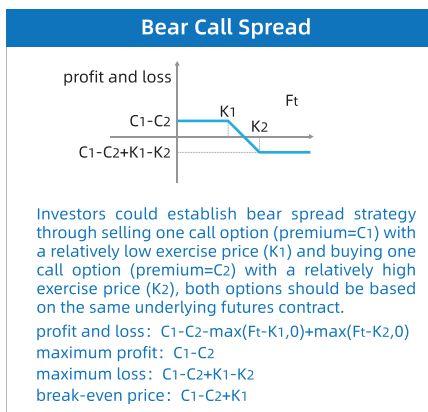 Bear Call Spread
profit and loss
Ft
K1
C1-C2
K2
C1-C2+K1-K2
Investors could establish bear spread strategy
through selling one call option (premium=C1) with
a relatively low exercise price (K1) and buying one
call option (premium=C2) with a relatively high
exercise price (K2), both options should be based
on the same underlying futures contract.
profit and loss: C1-C2-max(Ft-K1,0)+max(Ft-K2,0)
maximum profit: C1-C2
maximum loss: C1-C2+K1-K2
break-even price: C1-C2+K1